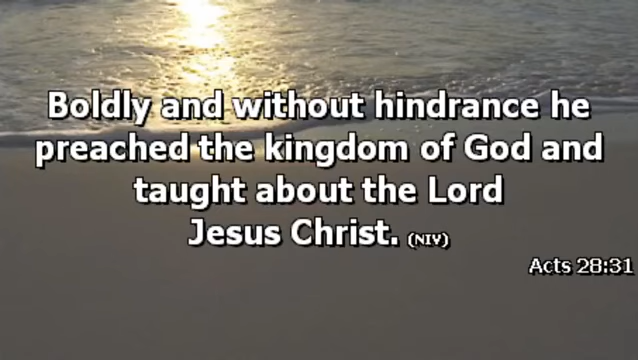 Boldly and without hindrance he
preached the kingdom of God and
taught about the Lord
Jesus Christ. (NIV)
Acts 28:31